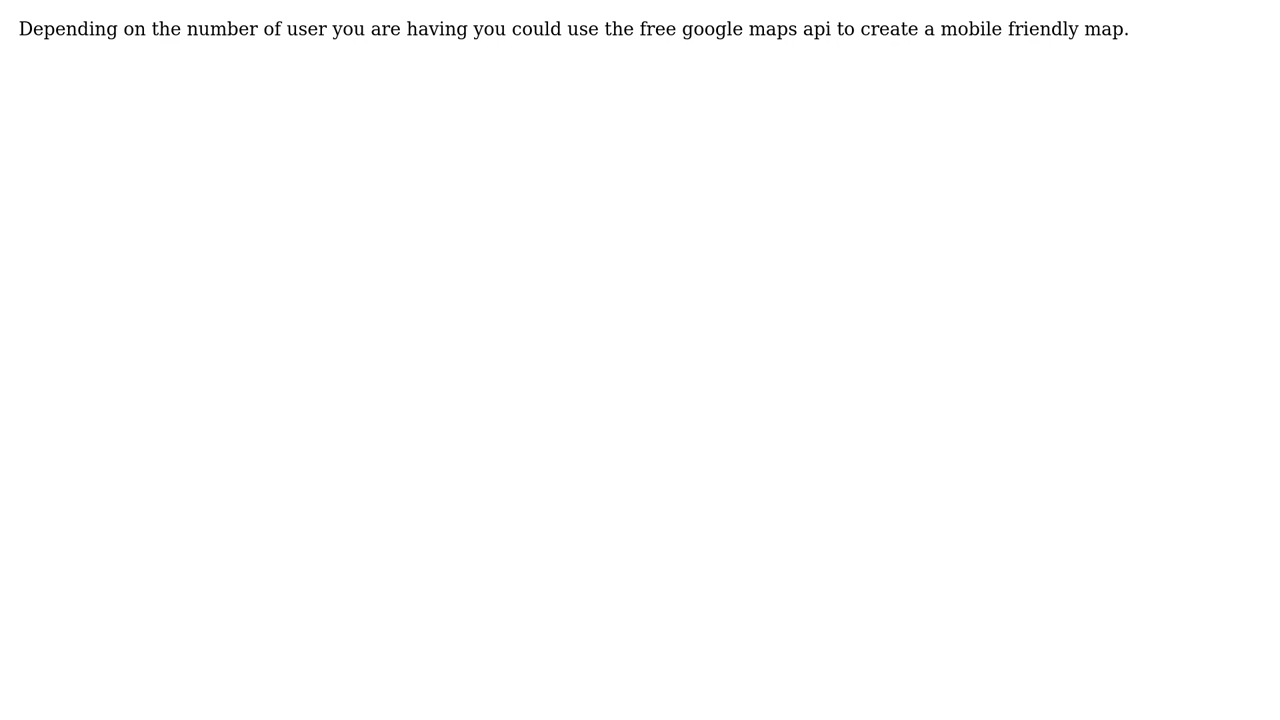 Depending on the number of user you are having you could use the free google maps api to create a mobile friendly map.